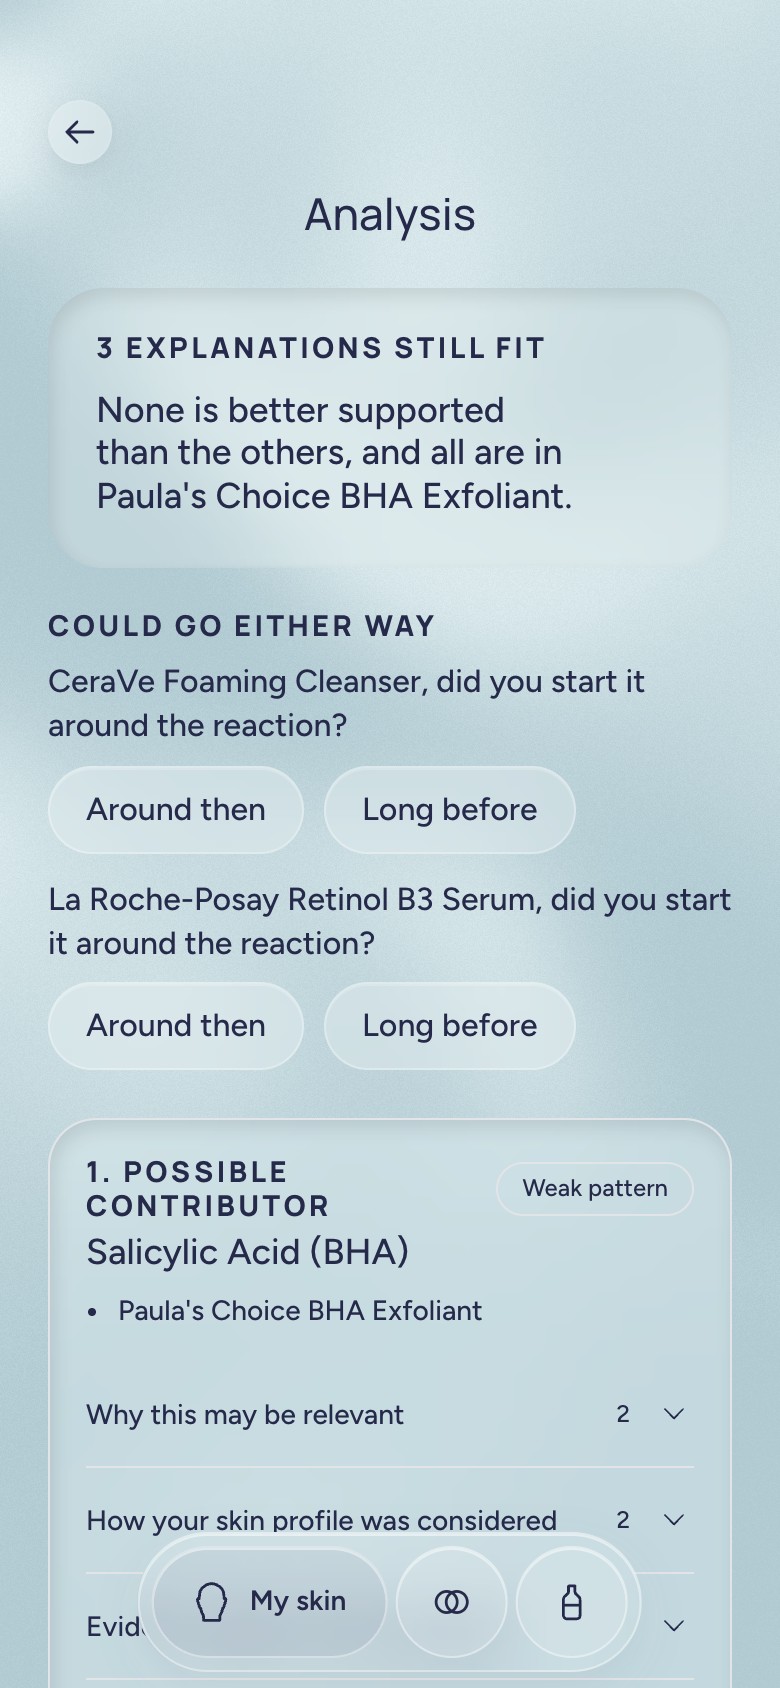 Analysis
3 EXPLANATIONS STILL FIT
None is better supported
than the others, and all are in
Paula's Choice BHA Exfoliant.
COULD GO EITHER WAY
CeraVe Foaming Cleanser, did you start it
around the reaction?
Around then
Long before
La Roche-Posay Retinol B3 Serum, did you start
it around the reaction?
Around then
Long before
1. POSSIBLE
CONTRIBUTOR
Weak pattern
Salicylic Acid (BHA)
• Paula's Choice BHA Exfoliant
Why this may be relevant 2
How your skin profile was considered 2
My skin